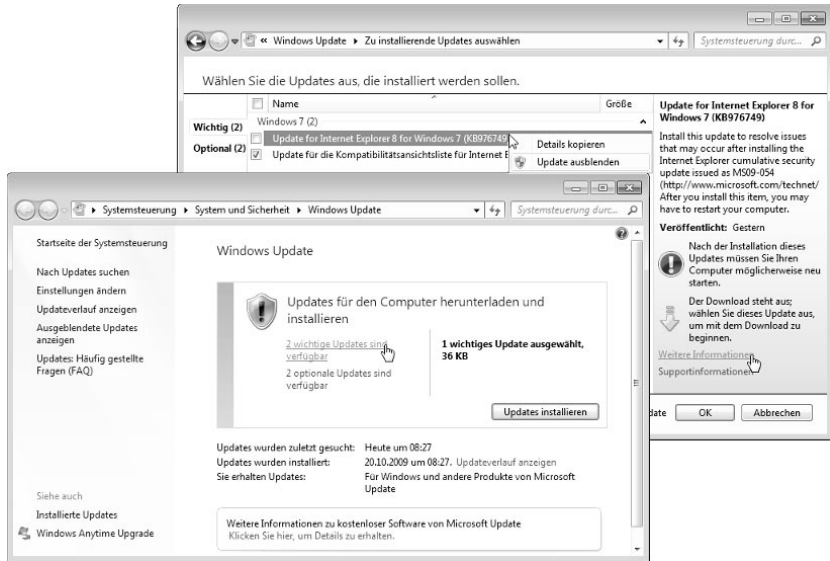 « Windows Update ▸ Zu installierende Updates auswählen
Systemsteuerung durc...
Wählen Sie die Updates aus, die installiert werden sollen.
Name
Größe
Wichtig (2)
Optional (2)
Windows 7 (2)
Update for Internet Explorer 8 for Windows 7 (KB976749)
Update für die Kompatibilitätsansichtsliste für Internet E
Details kopieren
Update ausblenden
Update for Internet Explorer 8 for
Windows 7 (KB976749)
Install this update to resolve issues
that may occur after installing the
Internet Explorer cumulative security
update issued as MS09-054
(http://www.microsoft.com/technet/
After you install this item, you may
have to restart your computer.
Veröffentlicht: Gestern
Nach der Installation dieses
Updates müssen Sie Ihren
Computer möglicherweise neu
starten.
Der Download steht aus;
wählen Sie dieses Update aus,
um mit dem Download zu
beginnen.
Weitere Informationen
Supportinformationen
date
OK
Abbrechen
▸ Systemsteuerung ▸ System und Sicherheit ▸ Windows Update
Systemsteuerung durc...
Startseite der Systemsteuerung
Nach Updates suchen
Einstellungen ändern
Updateverlauf anzeigen
Ausgeblendete Updates
anzeigen
Updates: Häufig gestellte
Fragen (FAQ)
Siehe auch
Installierte Updates
Windows Anytime Upgrade
Windows Update
Updates für den Computer herunterladen und
installieren
2 wichtige Updates sind
verfügbar
2 optionale Updates sind
verfügbar
1 wichtiges Update ausgewählt,
36 KB
Updates installieren
Updates wurden zuletzt gesucht: Heute um 08:27
Updates wurden installiert: 20.10.2009 um 08:27. Updateverlauf anzeigen
Sie erhalten Updates: Für Windows und andere Produkte von Microsoft
Update
Weitere Informationen zu kostenloser Software von Microsoft Update
Klicken Sie hier, um Details zu erhalten.